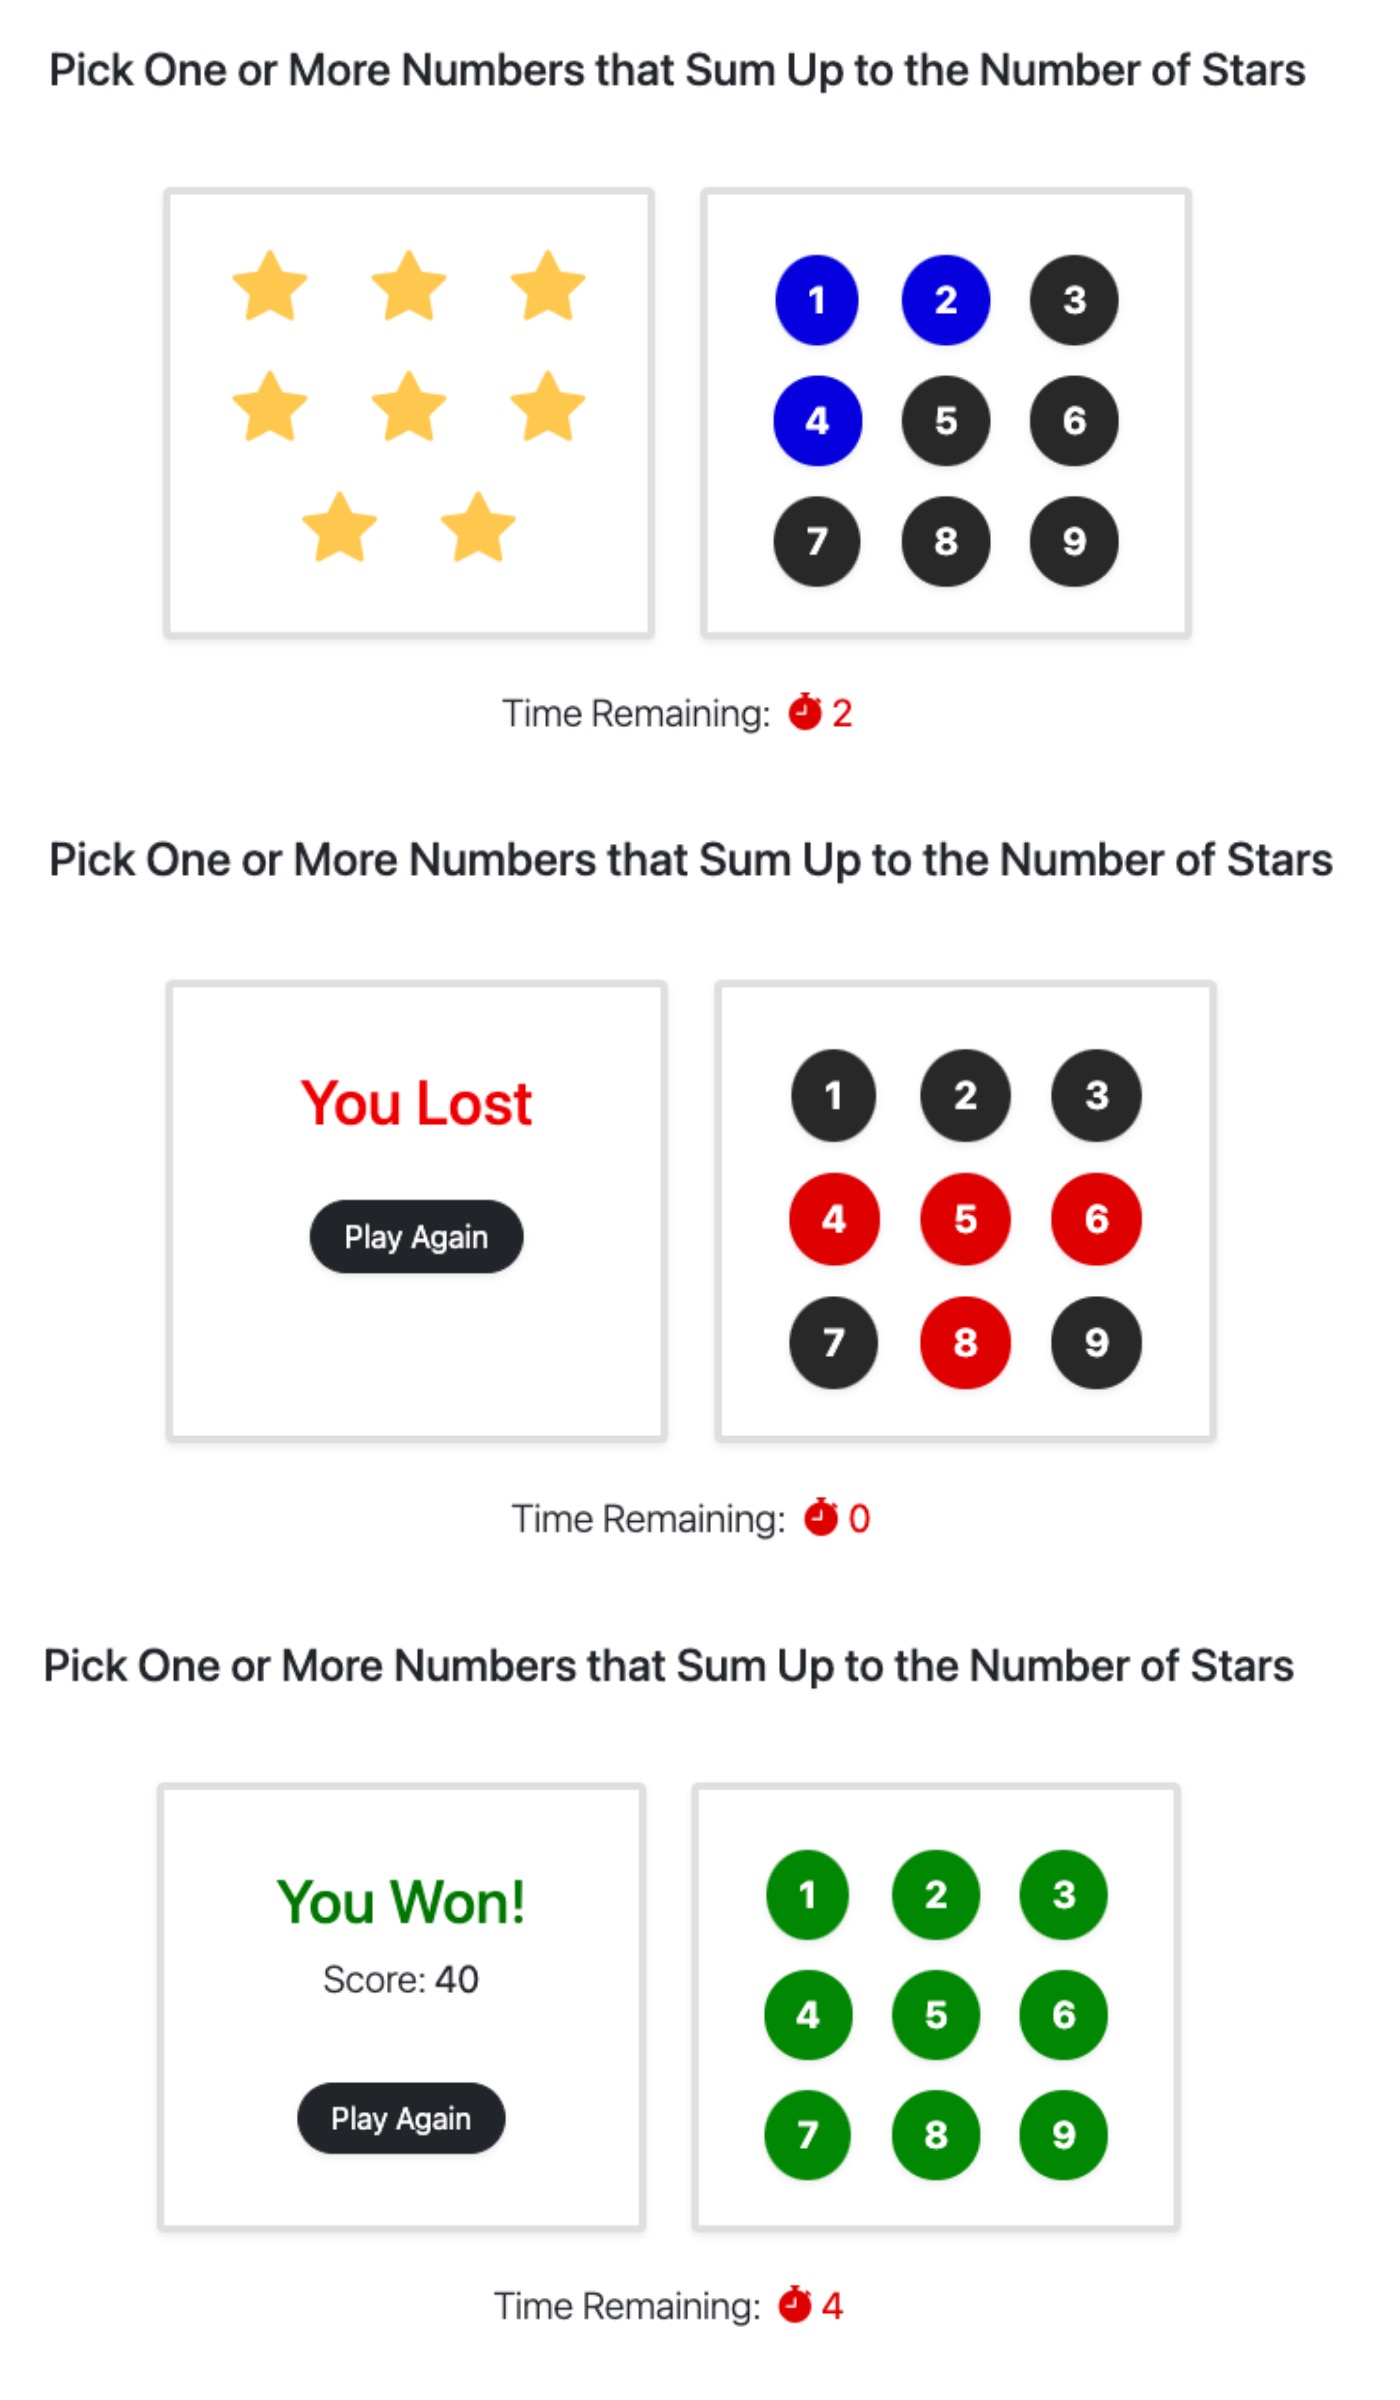 Pick One or More Numbers that Sum Up to the Number of Stars
1 2 3
4 5 6
7 8 9
Time Remaining: 2
Pick One or More Numbers that Sum Up to the Number of Stars
You Lost
Play Again
1 2 3
4 5 6
7 8 9
Time Remaining: 0
Pick One or More Numbers that Sum Up to the Number of Stars
You Won!
Score: 40
Play Again
1 2 3
4 5 6
7 8 9
Time Remaining: 4